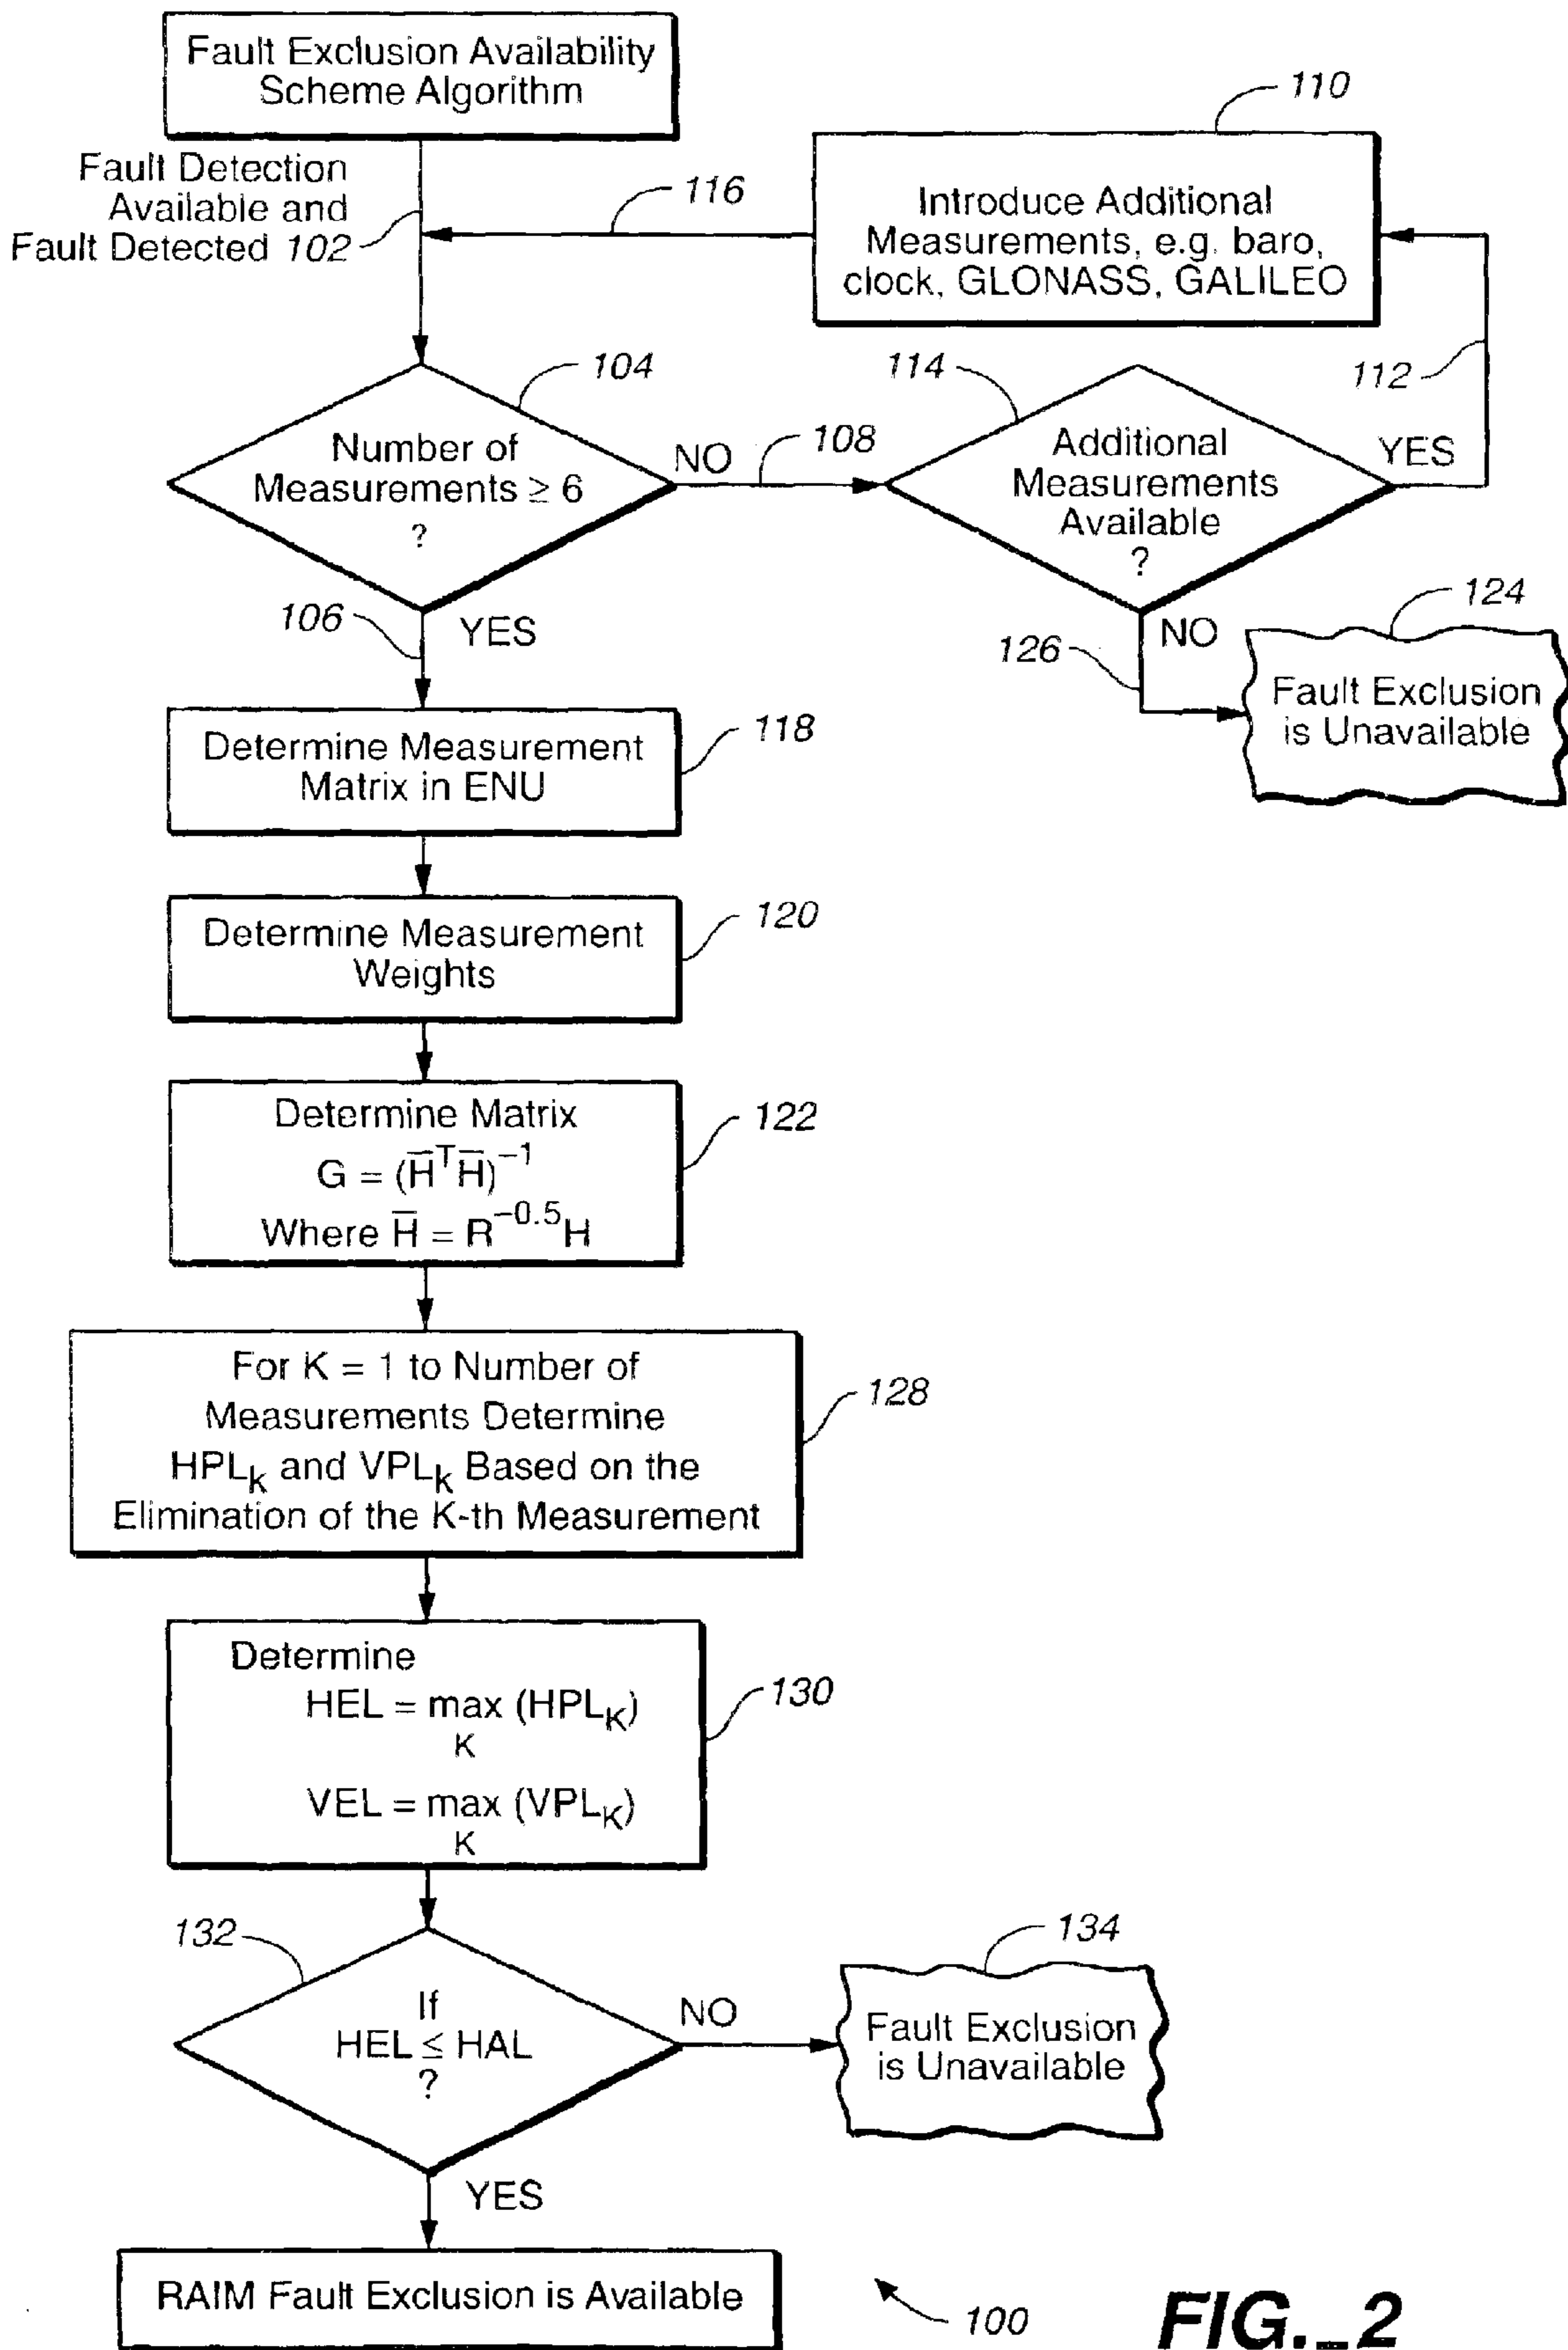 Fault Exclusion Availability
Scheme Algorithm
110
Fault Detection
Available and
Fault Detected 102
116
Introduce Additional
Measurements, e.g. baro,
clock, GLONASS, GALILEO
104
114
112
Number of
Measurements ≥ 6
?
NO
108
Additional
Measurements
Available
?
YES
106
YES
126
NO
124
Fault Exclusion
is Unavailable
Determine Measurement
Matrix in ENU
118
Determine Measurement
Weights
120
Determine Matrix
G = (H̅ᵀH̅)⁻¹
Where H̅ = R⁻⁰·⁵H
122
For K = 1 to Number of
Measurements Determine
HPLk and VPLk Based on the
Elimination of the K-th Measurement
128
Determine
HEL = max (HPLK)
K
VEL = max (VPLK)
K
130
132
If
HEL ≤ HAL
?
NO
134
Fault Exclusion
is Unavailable
YES
RAIM Fault Exclusion is Available
100
FIG._2